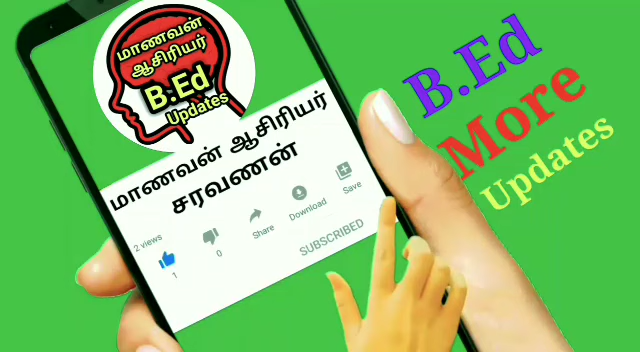 மாணவன்
ஆசிரியர்
B.Ed
Updates
மாணவன் ஆசிரியர்
சரவணன்
2 views
1
0
Share
Download
Save
SUBSCRIBED
B.Ed
More
Updates